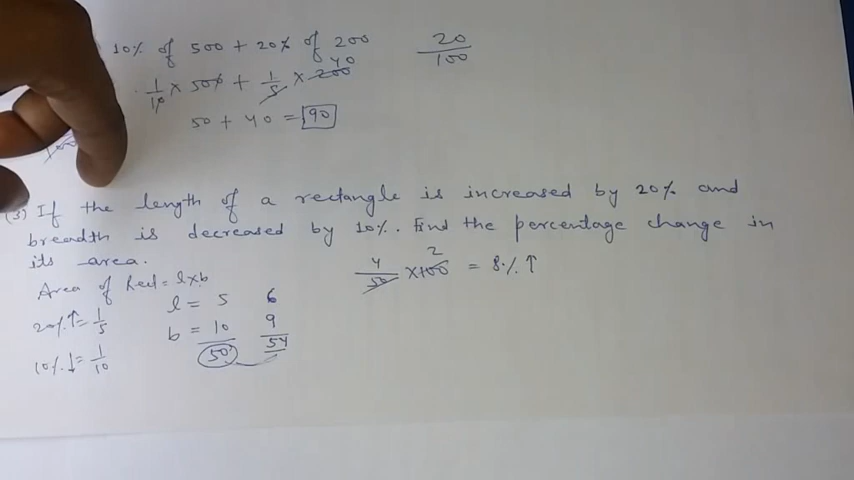 10% of 500 + 20% of 200
20
100
1/10 × 500 + 1/5 × 200 40
50 + 40 = 90
(3) If the length of a rectangle is increased by 20% and
breadth is decreased by 10%. Find the percentage change in
its area.
4/50 × 100 2 = 8% ↑
Area of Rect = l×b
l = 5 6
20% ↑ = 1/5
b = 10 9
50 54
10% ↓ = 1/10